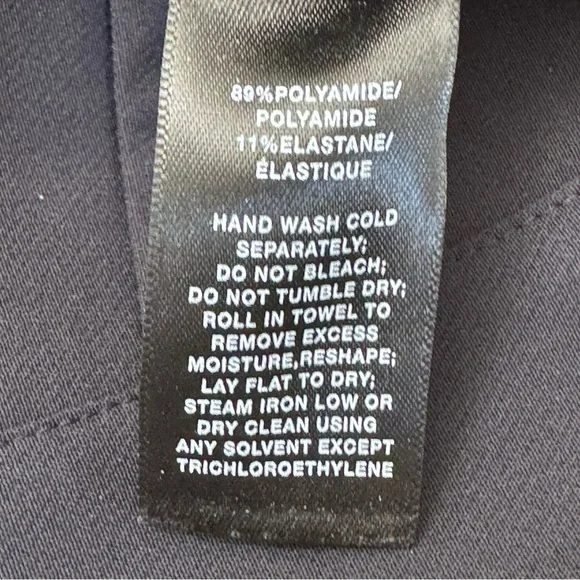 89%POLYAMIDE/
POLYAMIDE
11%ELASTANE/
ÉLASTIQUE
HAND WASH COLD
SEPARATELY;
DO NOT BLEACH;
DO NOT TUMBLE DRY;
ROLL IN TOWEL TO
REMOVE EXCESS
MOISTURE,RESHAPE;
LAY FLAT TO DRY;
STEAM IRON LOW OR
DRY CLEAN USING
ANY SOLVENT EXCEPT
TRICHLOROETHYLENE